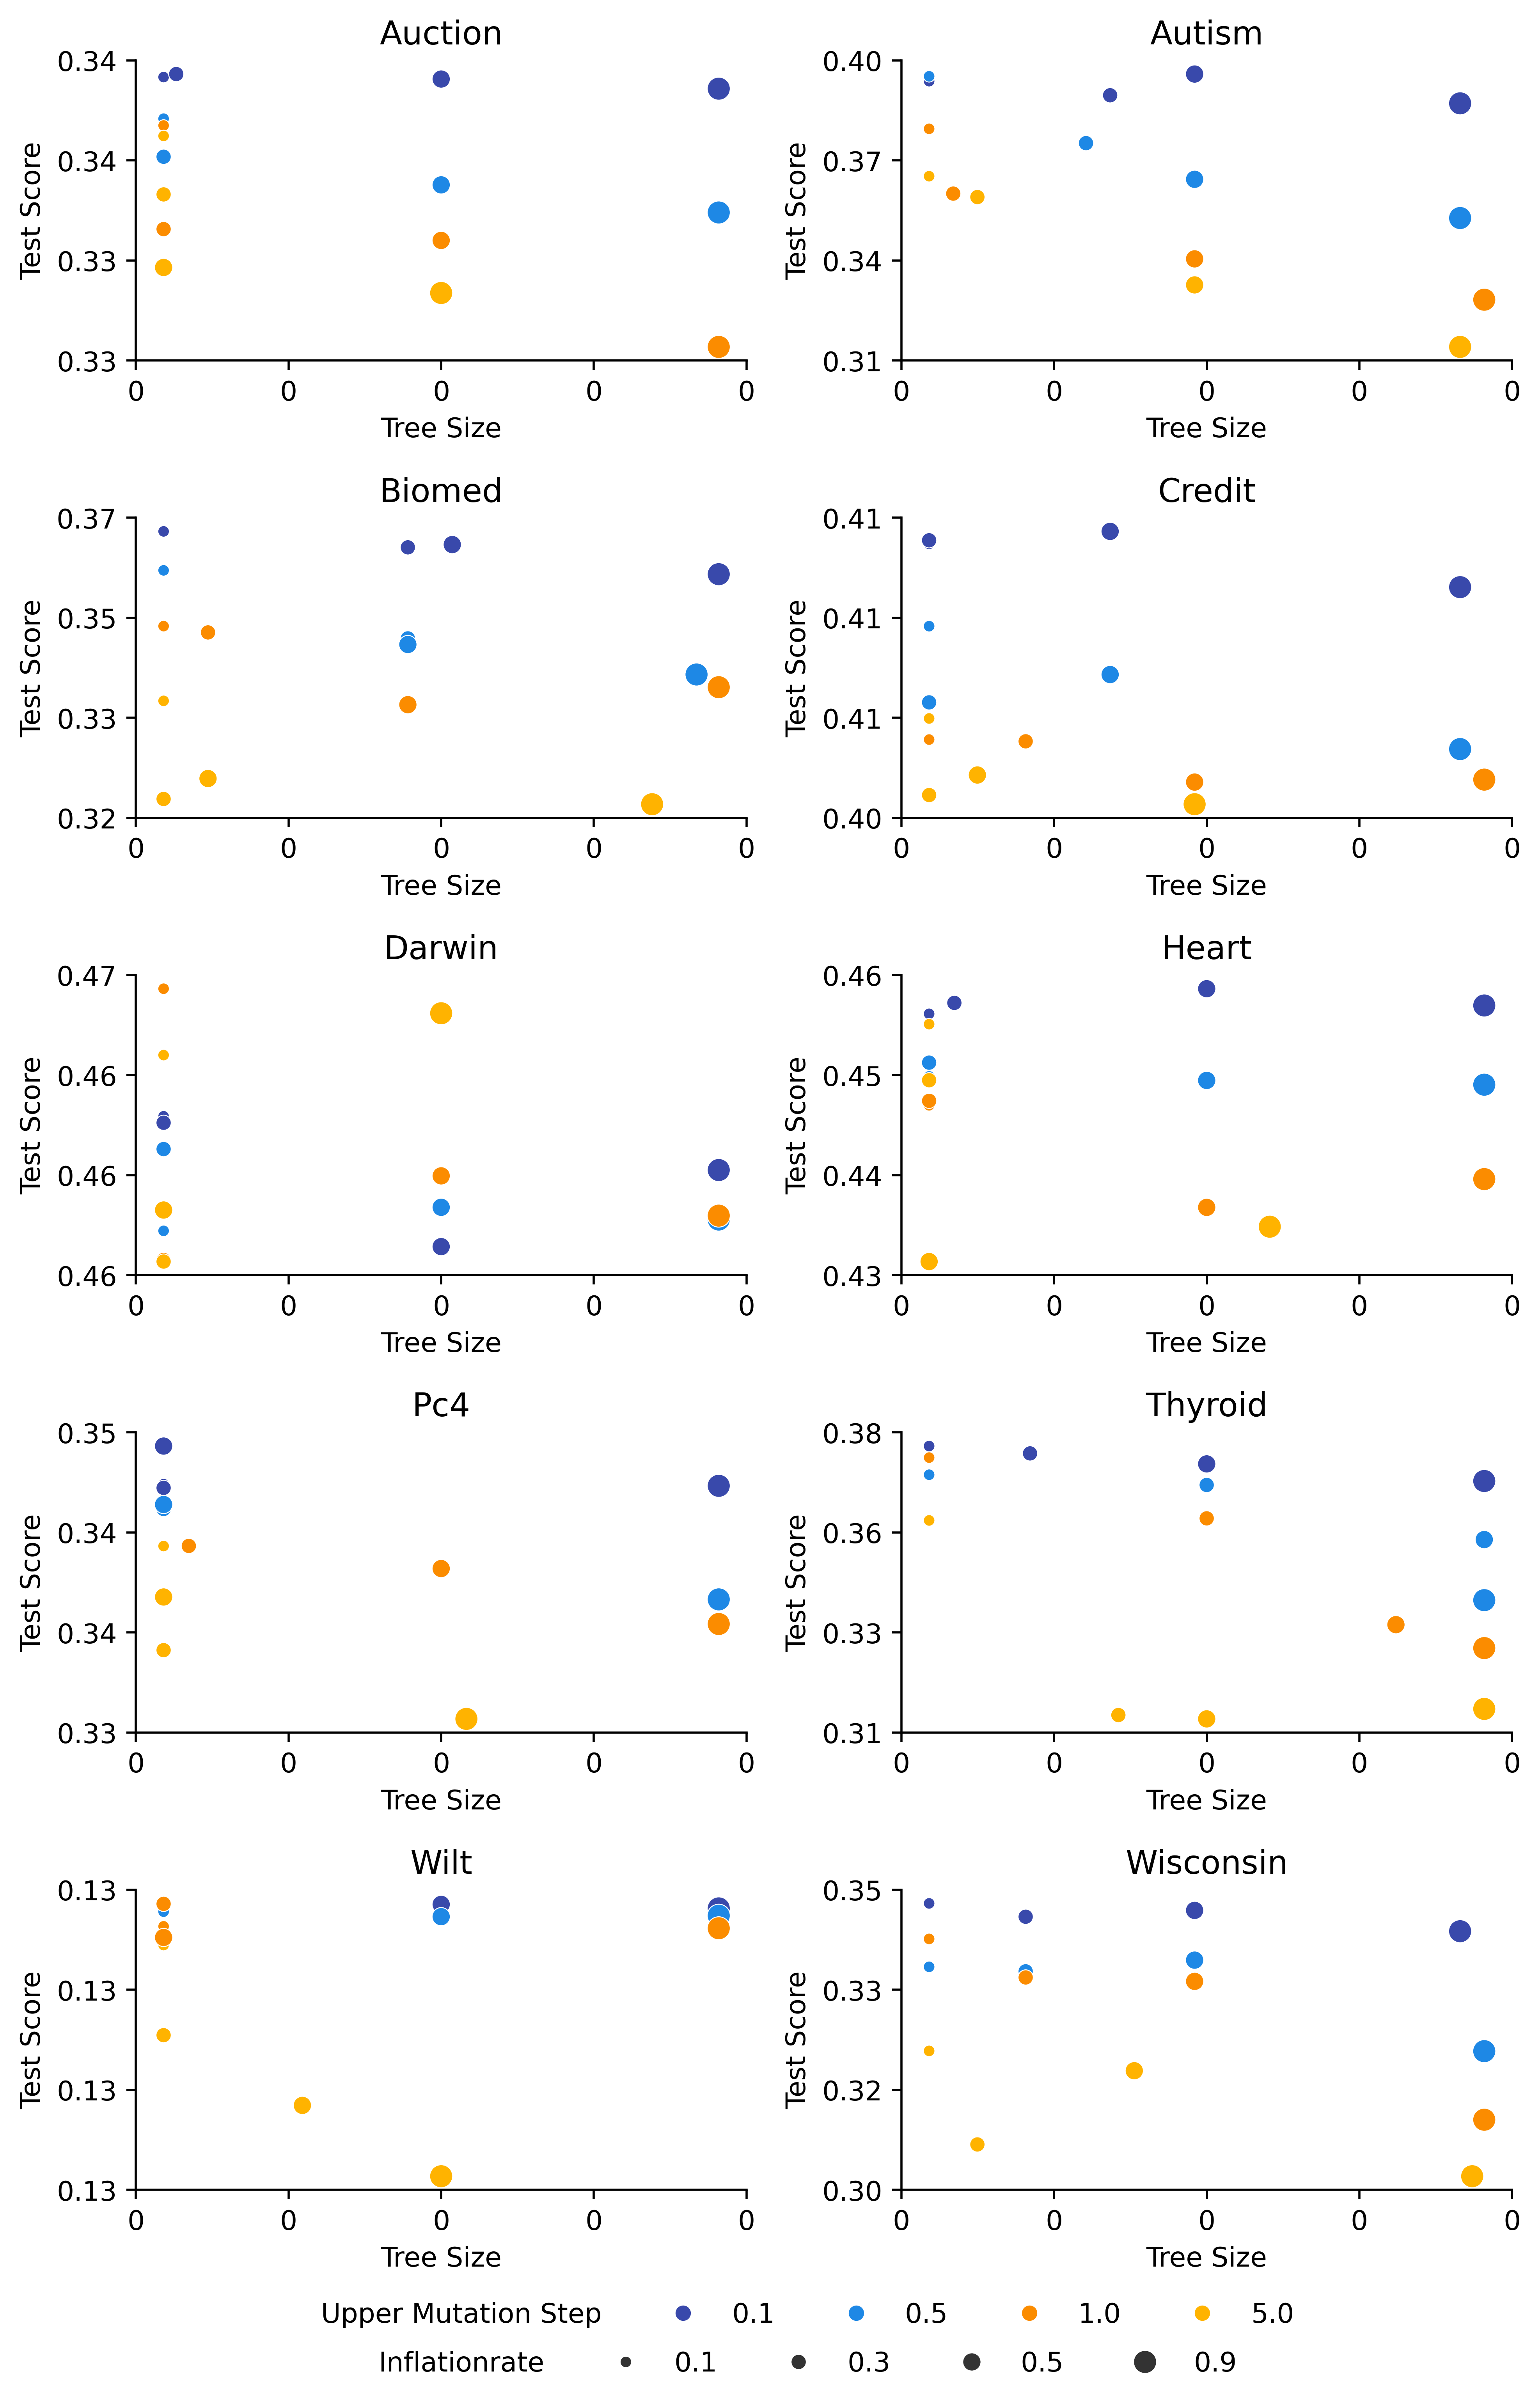 Auction
0.34
0.34
0.33
0.33
Test Score
0 0 0 0 0
Tree Size
Autism
0.40
0.37
0.34
0.31
Test Score
0 0 0 0 0
Tree Size
Biomed
0.37
0.35
0.33
0.32
Test Score
0 0 0 0 0
Tree Size
Credit
0.41
0.41
0.41
0.40
Test Score
0 0 0 0 0
Tree Size
Darwin
0.47
0.46
0.46
0.46
Test Score
0 0 0 0 0
Tree Size
Heart
0.46
0.45
0.44
0.43
Test Score
0 0 0 0 0
Tree Size
Pc4
0.35
0.34
0.34
0.33
Test Score
0 0 0 0 0
Tree Size
Thyroid
0.38
0.36
0.33
0.31
Test Score
0 0 0 0 0
Tree Size
Wilt
0.13
0.13
0.13
0.13
Test Score
0 0 0 0 0
Tree Size
Wisconsin
0.35
0.33
0.32
0.30
Test Score
0 0 0 0 0
Tree Size
Upper Mutation Step 0.1 0.5 1.0 5.0
Inflationrate 0.1 0.3 0.5 0.9